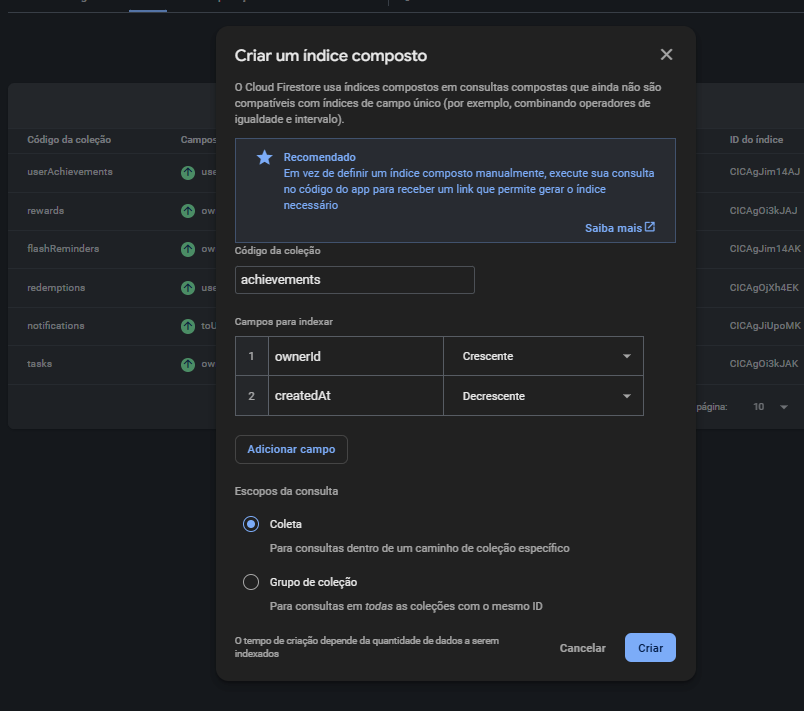 Criar um índice composto
O Cloud Firestore usa índices compostos em consultas compostas que ainda não são
compatíveis com índices de campo único (por exemplo, combinando operadores de
igualdade e intervalo).
Recomendado
Em vez de definir um índice composto manualmente, execute sua consulta
no código do app para receber um link que permite gerar o índice
necessário
Saiba mais
Código da coleção
achievements
Campos para indexar
1 ownerId Crescente
2 createdAt Decrescente
Adicionar campo
Escopos da consulta
Coleta
Para consultas dentro de um caminho de coleção específico
Grupo de coleção
Para consultas em todas as coleções com o mesmo ID
O tempo de criação depende da quantidade de dados a serem
indexados
Cancelar
Criar
Código da coleção Campos ID do índice
userAchievements use CICAgJim14AJ
rewards ow CICAgOi3kJAJ
flashReminders ow CICAgJim14AK
redemptions use CICAgOjXh4EK
notifications toU CICAgJiUpoMK
tasks ow CICAgOi3kJAK
página: 10